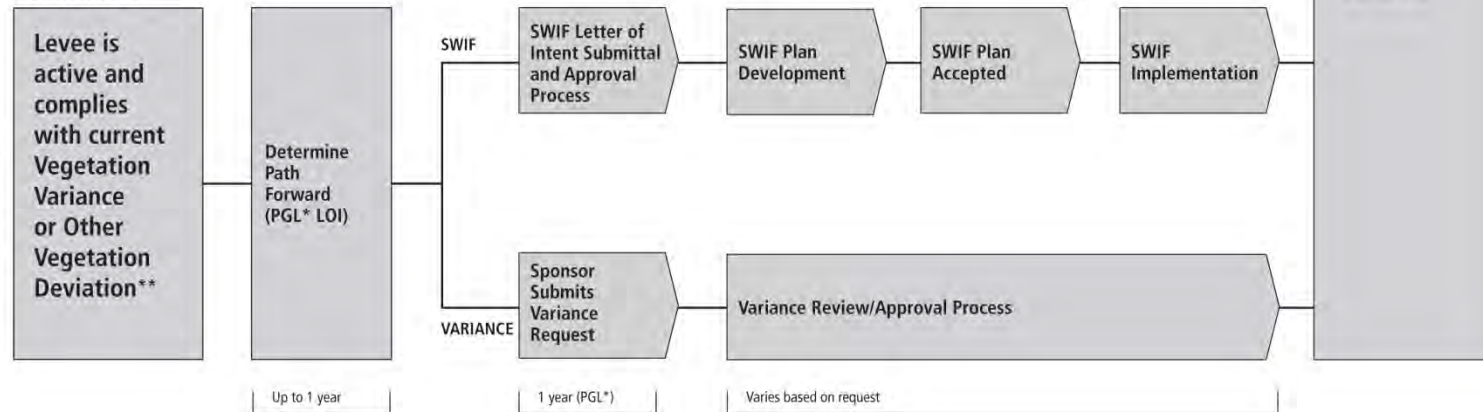 Levee is
active and
complies
with current
Vegetation
Variance
or Other
Vegetation
Deviation**
Determine
Path
Forward
(PGL* LOI)
SWIF
SWIF Letter of
Intent Submittal
and Approval
Process
SWIF Plan
Development
SWIF Plan
Accepted
SWIF
Implementation
VARIANCE
Sponsor
Submits
Variance
Request
Variance Review/Approval Process
Up to 1 year
1 year (PGL*)
Varies based on request